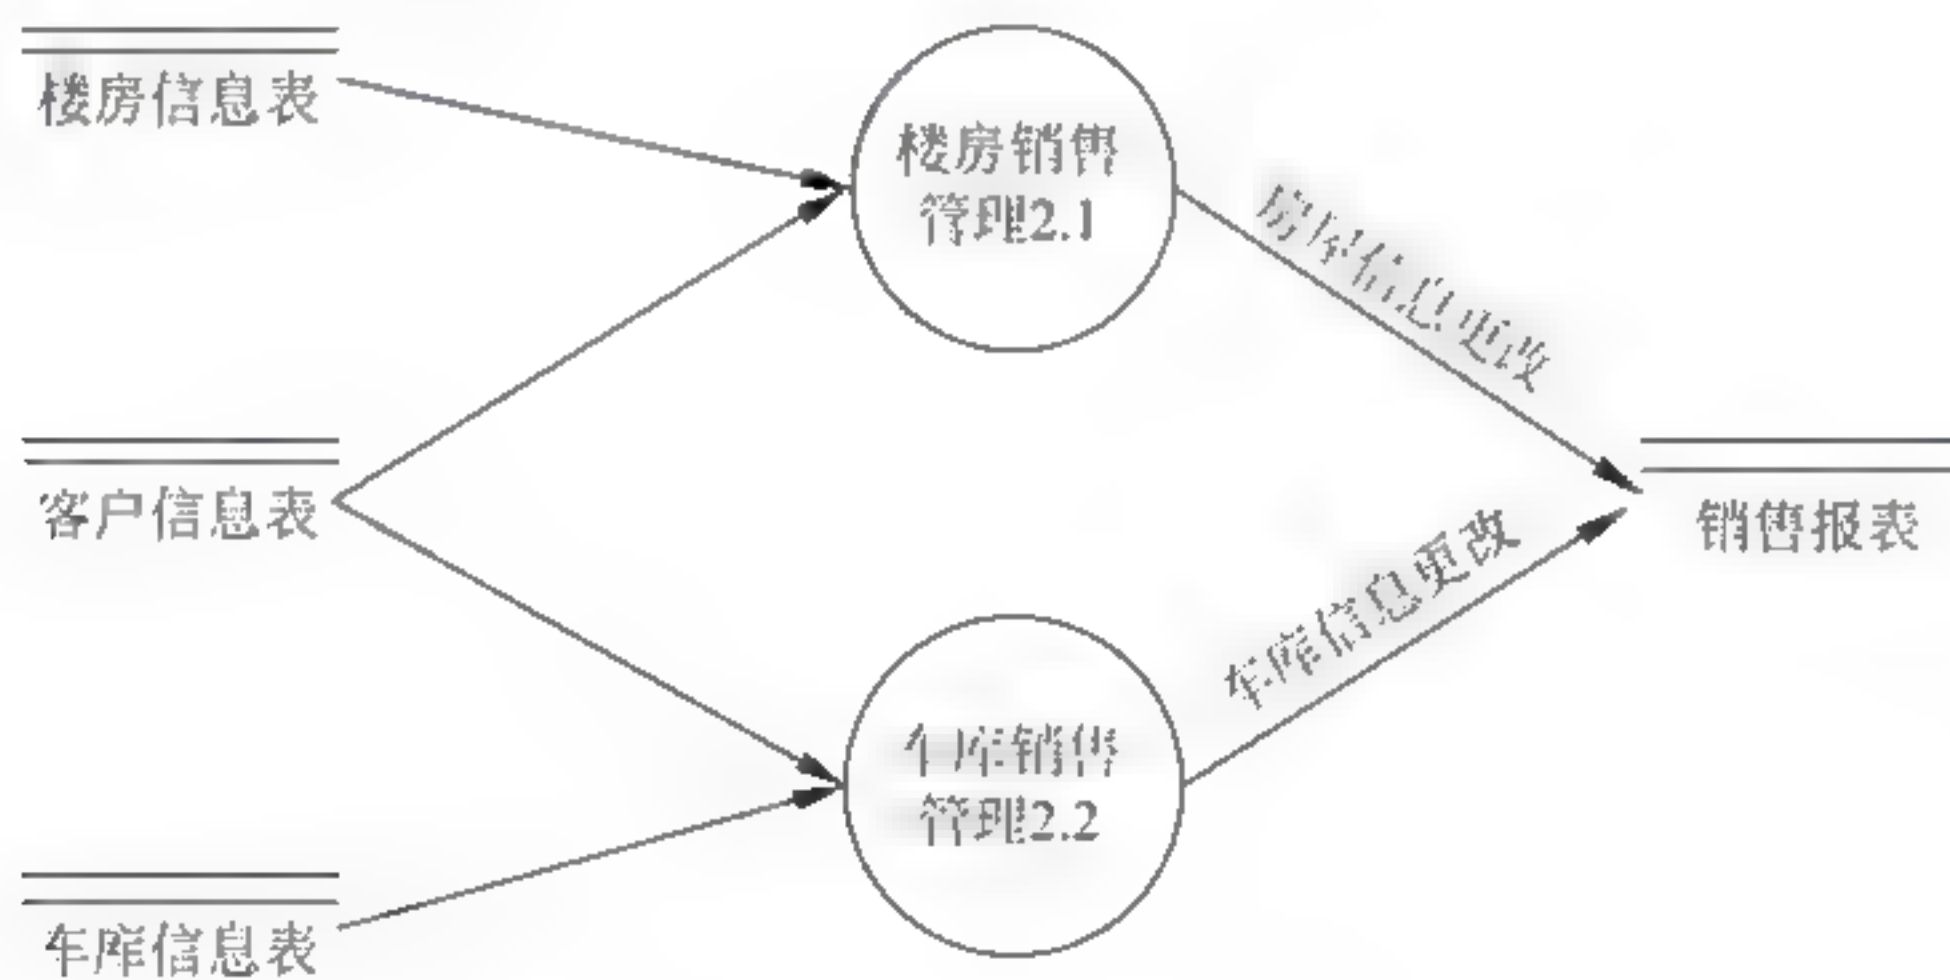 楼房信息表
楼房销售
管理2.1
房屋信息更改
客户信息表
销售报表
车库信息更改
车库销售
管理2.2
车库信息表